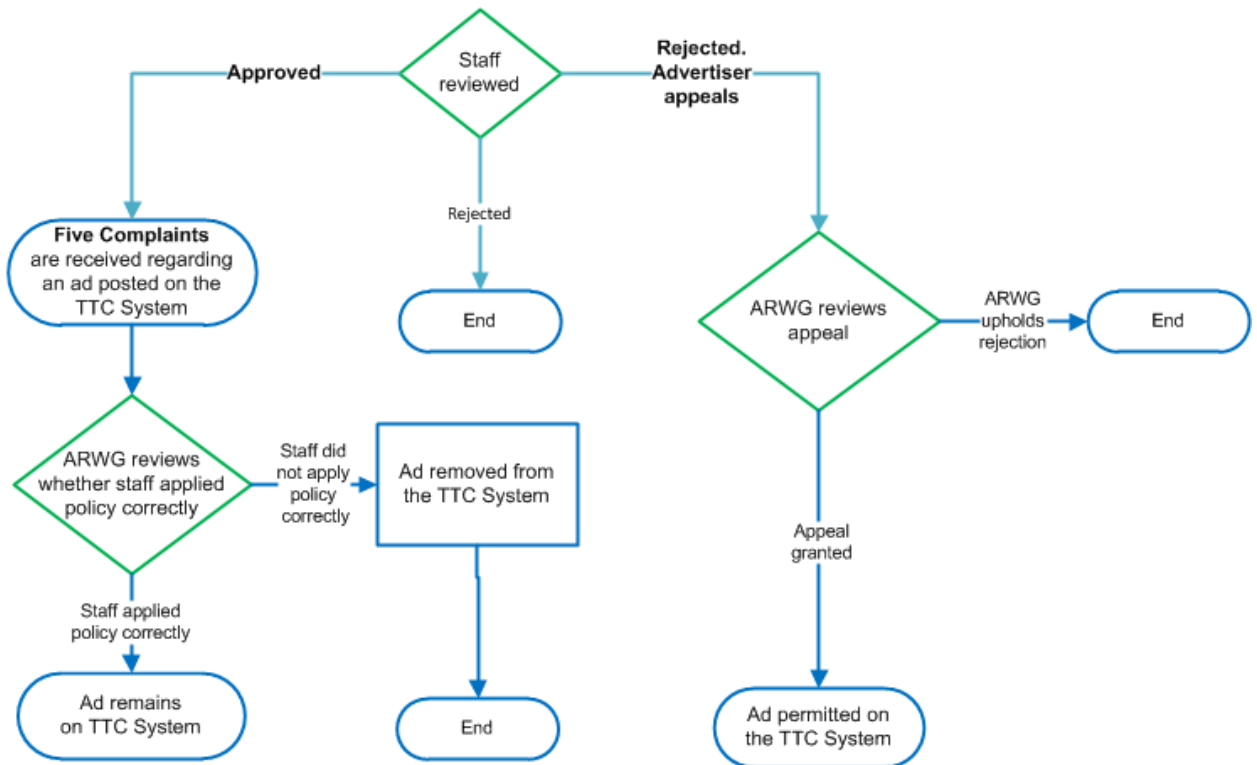 Staff
reviewed
Approved
Rejected.
Advertiser
appeals
Rejected
Five Complaints
are received regarding
an ad posted on the
TTC System
End
ARWG reviews
appeal
ARWG
upholds
rejection
End
ARWG reviews
whether staff applied
policy correctly
Staff did
not apply
policy
correctly
Ad removed from
the TTC System
Appeal
granted
Staff applied
policy correctly
Ad remains
on TTC System
End
Ad permitted on
the TTC System